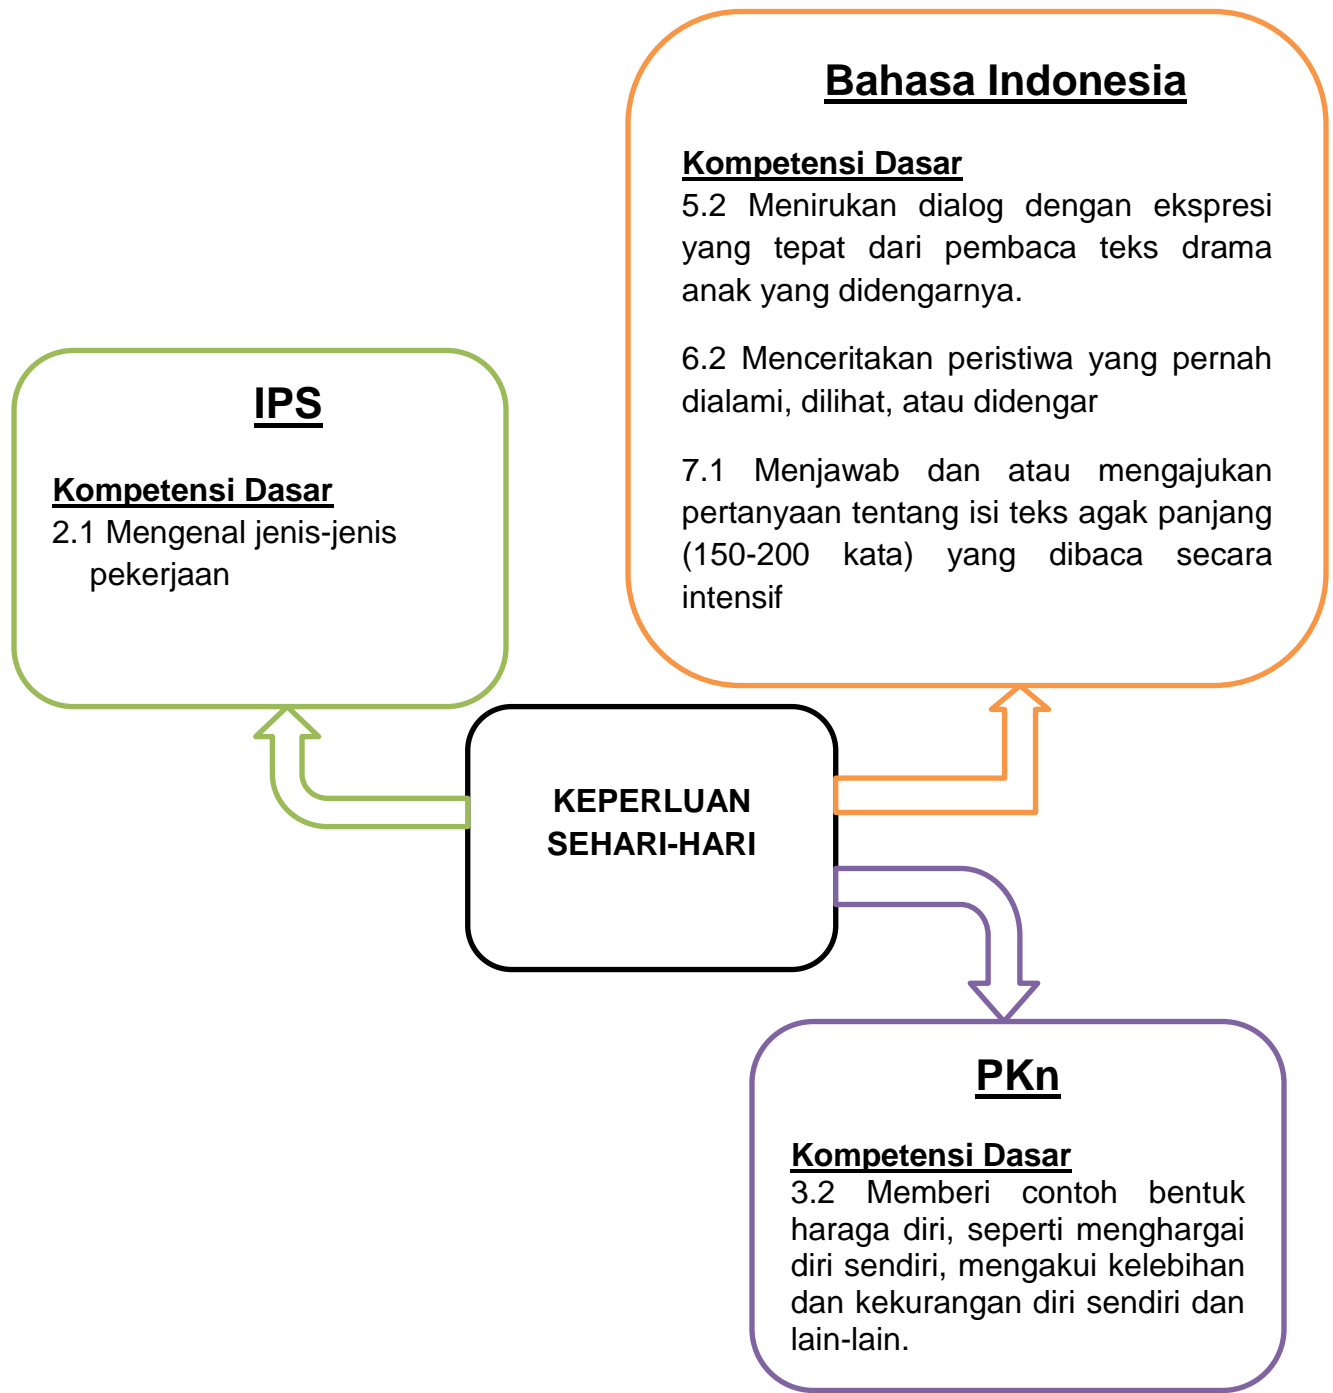 Bahasa Indonesia
Kompetensi Dasar
5.2 Menirukan dialog dengan ekspresi
yang tepat dari pembaca teks drama
anak yang didengarnya.
6.2 Menceritakan peristiwa yang pernah
dialami, dilihat, atau didengar
7.1 Menjawab dan atau mengajukan
pertanyaan tentang isi teks agak panjang
(150-200 kata) yang dibaca secara
intensif
IPS
Kompetensi Dasar
2.1 Mengenal jenis-jenis
pekerjaan
KEPERLUAN
SEHARI-HARI
PKn
Kompetensi Dasar
3.2 Memberi contoh bentuk
haraga diri, seperti menghargai
diri sendiri, mengakui kelebihan
dan kekurangan diri sendiri dan
lain-lain.